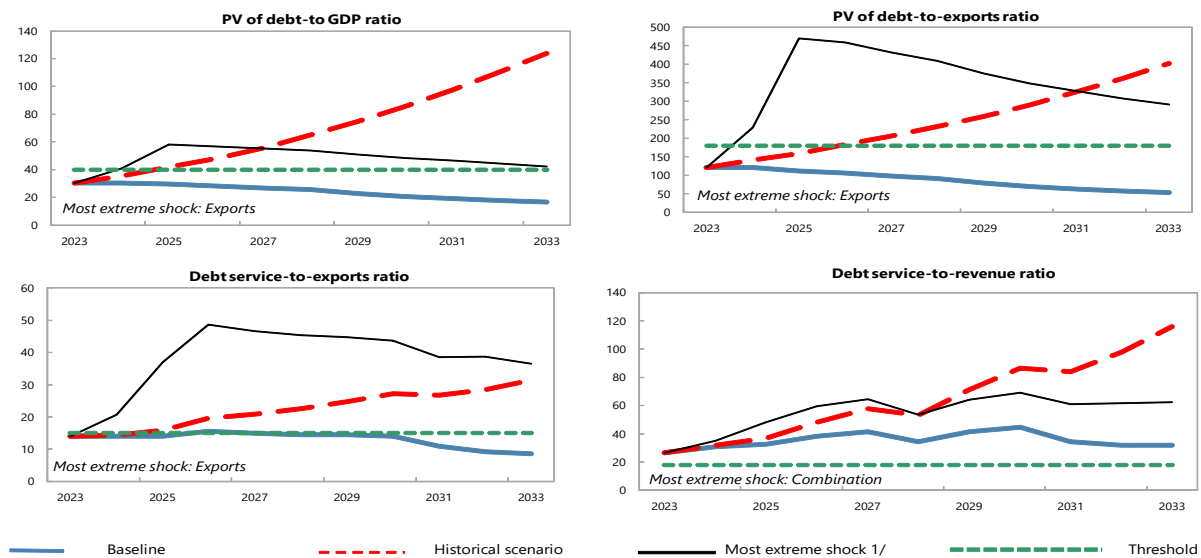 PV of debt-to GDP ratio
140
120
100
80
60
40
20
0
Most extreme shock: Exports
2023 2025 2027 2029 2031 2033
PV of debt-to-exports ratio
500
450
400
350
300
250
200
150
100
50
0
Most extreme shock: Exports
2023 2025 2027 2029 2031 2033
Debt service-to-exports ratio
60
50
40
30
20
10
0
Most extreme shock: Exports
2023 2025 2027 2029 2031 2033
Debt service-to-revenue ratio
140
120
100
80
60
40
20
0
Most extreme shock: Combination
2023 2025 2027 2029 2031 2033
Baseline Historical scenario Most extreme shock 1/ Threshold